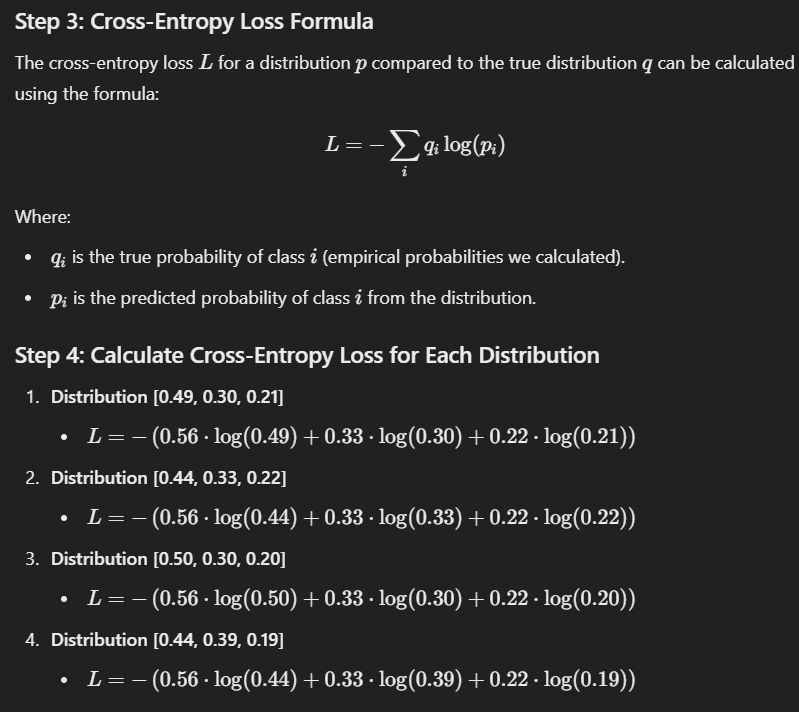 Step 3: Cross-Entropy Loss Formula
The cross-entropy loss L for a distribution p compared to the true distribution q can be calculated
using the formula:
L = − ∑_i q_i log(p_i)
Where:
• q_i is the true probability of class i (empirical probabilities we calculated).
• p_i is the predicted probability of class i from the distribution.
Step 4: Calculate Cross-Entropy Loss for Each Distribution
1. Distribution [0.49, 0.30, 0.21]
• L = − (0.56 · log(0.49) + 0.33 · log(0.30) + 0.22 · log(0.21))
2. Distribution [0.44, 0.33, 0.22]
• L = − (0.56 · log(0.44) + 0.33 · log(0.33) + 0.22 · log(0.22))
3. Distribution [0.50, 0.30, 0.20]
• L = − (0.56 · log(0.50) + 0.33 · log(0.30) + 0.22 · log(0.20))
4. Distribution [0.44, 0.39, 0.19]
• L = − (0.56 · log(0.44) + 0.33 · log(0.39) + 0.22 · log(0.19))